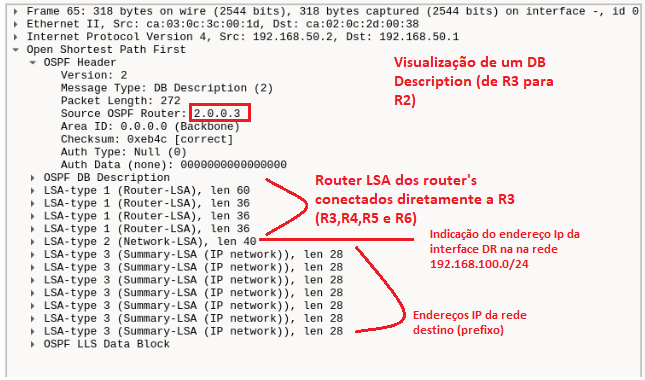 Frame 65: 318 bytes on wire (2544 bits), 318 bytes captured (2544 bits) on interface -, id 0
Ethernet II, Src: ca:03:0c:3c:00:1d, Dst: ca:02:0c:2d:00:38
Internet Protocol Version 4, Src: 192.168.50.2, Dst: 192.168.50.1
Open Shortest Path First
OSPF Header
Version: 2
Message Type: DB Description (2)
Packet Length: 272
Source OSPF Router: 2.0.0.3
Area ID: 0.0.0.0 (Backbone)
Checksum: 0xeb4c [correct]
Auth Type: Null (0)
Auth Data (none): 0000000000000000
OSPF DB Description
LSA-type 1 (Router-LSA), len 60
LSA-type 1 (Router-LSA), len 36
LSA-type 1 (Router-LSA), len 36
LSA-type 1 (Router-LSA), len 36
LSA-type 2 (Network-LSA), len 40
LSA-type 3 (Summary-LSA (IP network)), len 28
LSA-type 3 (Summary-LSA (IP network)), len 28
LSA-type 3 (Summary-LSA (IP network)), len 28
LSA-type 3 (Summary-LSA (IP network)), len 28
LSA-type 3 (Summary-LSA (IP network)), len 28
LSA-type 3 (Summary-LSA (IP network)), len 28
LSA-type 3 (Summary-LSA (IP network)), len 28
OSPF LLS Data Block
Visualização de um DB
Description (de R3 para
R2)
Router LSA dos router's
conectados diretamente a R3
(R3,R4,R5 e R6)
Indicação do endereço Ip da
interface DR na na rede
192.168.100.0/24
Endereços IP da rede
destino (prefixo)